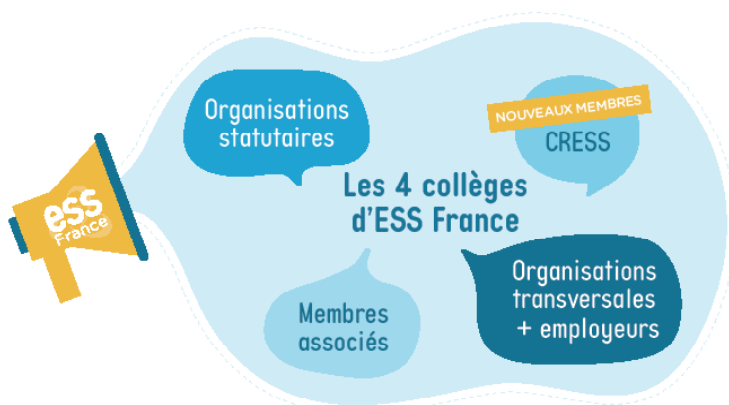 Organisations
statutaires
NOUVEAUX MEMBRES
CRESS
Les 4 collèges
d'ESS France
ess
France
Organisations
transversales
+ employeurs
Membres
associés